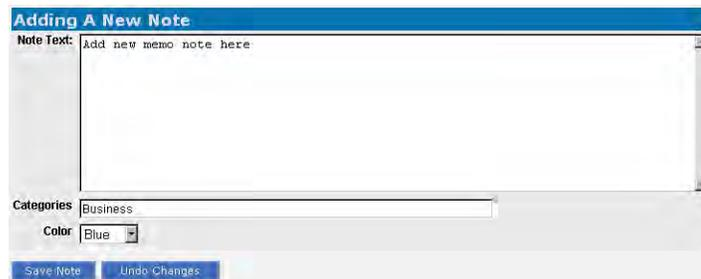 Adding A New Note
Note Text: Add new memo note here
Categories Business
Color Blue
Save Note Undo Changes